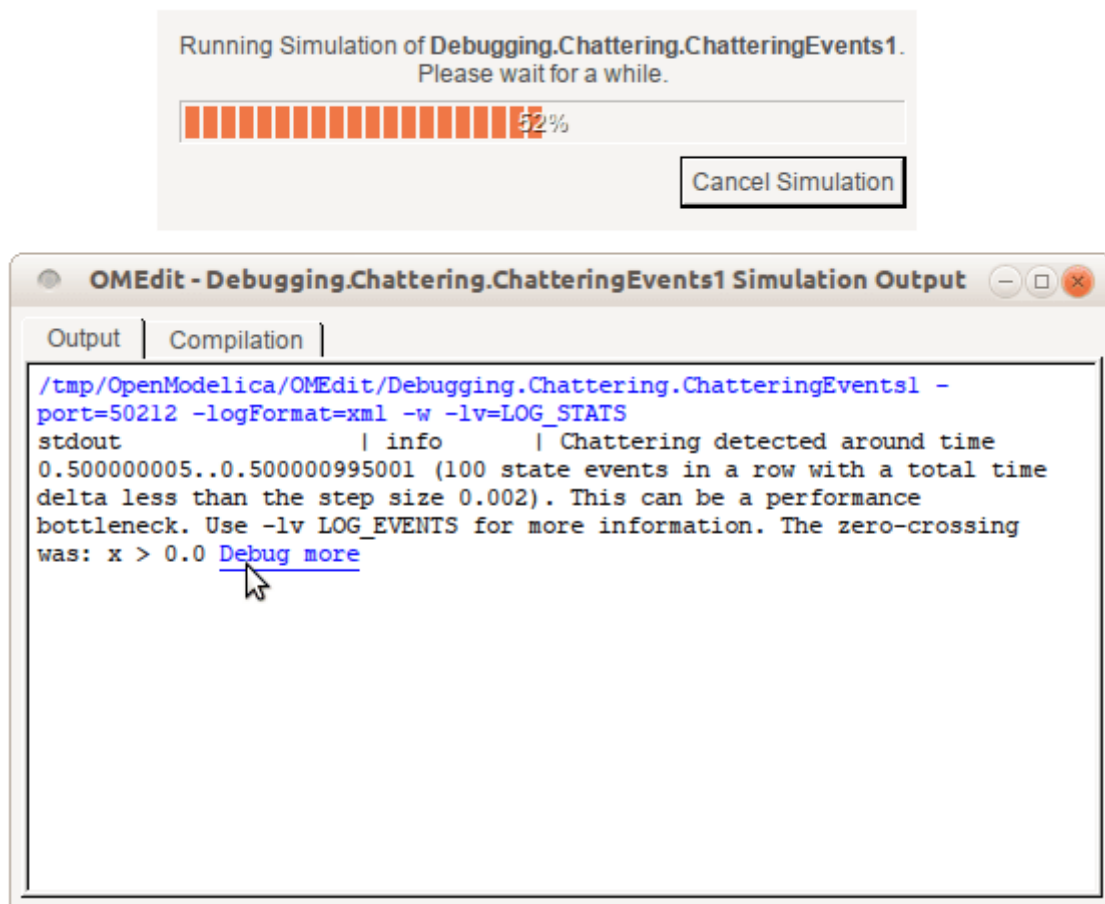 Running Simulation of Debugging.Chattering.ChatteringEvents1.
Please wait for a while.
52%
Cancel Simulation
OMEdit - Debugging.Chattering.ChatteringEvents1 Simulation Output
Output Compilation
/tmp/OpenModelica/OMEdit/Debugging.Chattering.ChatteringEvents1 -
port=50212 -logFormat=xml -w -lv=LOG_STATS
stdout | info | Chattering detected around time
0.500000005..0.500000995001 (100 state events in a row with a total time
delta less than the step size 0.002). This can be a performance
bottleneck. Use -lv LOG_EVENTS for more information. The zero-crossing
was: x > 0.0 Debug more